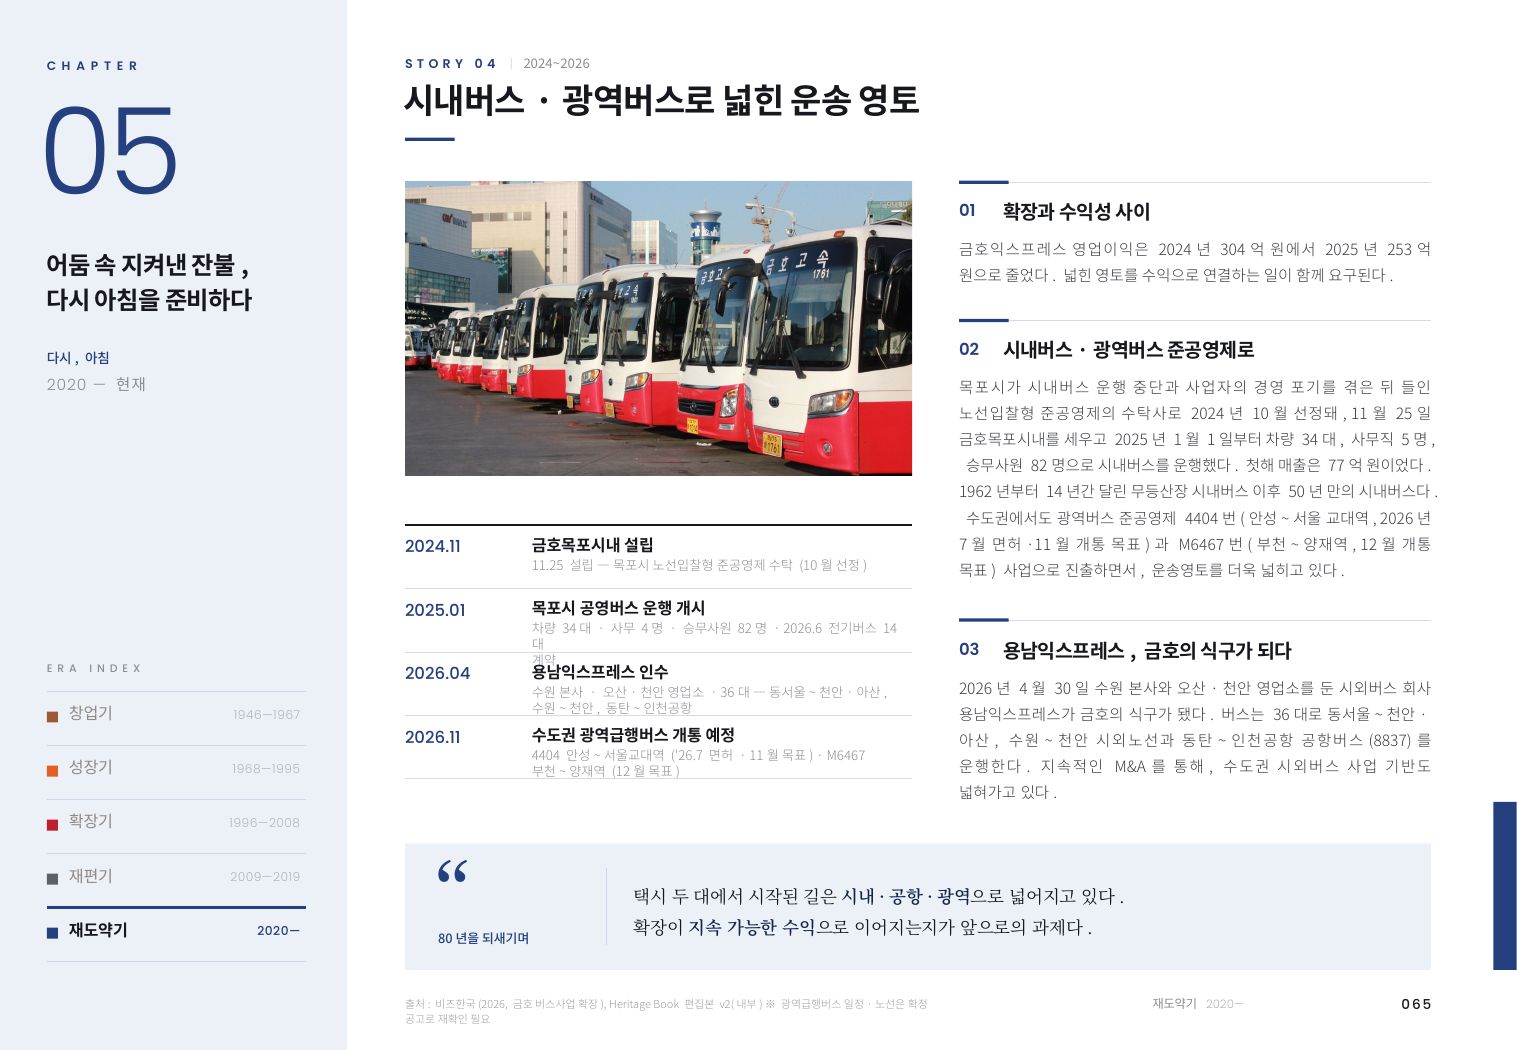 CHAPTER
05
어둠 속 지켜낸 잔불 ,
다시 아침을 준비하다
다시 , 아침
2020 — 현재
ERA INDEX
창업기 1946—1967
성장기 1968—1995
확장기 1996—2008
재편기 2009—2019
재도약기 2020—
STORY 04 2024~2026
시내버스 · 광역버스로 넓힌 운송 영토
금호고속
1761
금호고속
2024.11 금호목포시내 설립
11.25 설립 — 목포시 노선입찰형 준공영제 수탁 (10 월 선정 )
2025.01 목포시 공영버스 운행 개시
차량 34 대 · 사무 4 명 · 승무사원 82 명 · 2026.6 전기버스 14
대
계약
2026.04 용남익스프레스 인수
수원 본사 · 오산 · 천안 영업소 · 36 대 — 동서울 ~ 천안 · 아산 ,
수원 ~ 천안 , 동탄 ~ 인천공항
2026.11 수도권 광역급행버스 개통 예정
4404 안성 ~ 서울교대역 ('26.7 면허 · 11 월 목표 ) · M6467
부천 ~ 양재역 (12 월 목표 )
01 확장과 수익성 사이
금호익스프레스 영업이익은 2024 년 304 억 원에서 2025 년 253 억
원으로 줄었다 . 넓힌 영토를 수익으로 연결하는 일이 함께 요구된다 .
02 시내버스 · 광역버스 준공영제로
목포시가 시내버스 운행 중단과 사업자의 경영 포기를 겪은 뒤 들인
노선입찰형 준공영제의 수탁사로 2024 년 10 월 선정돼 , 11 월 25 일
금호목포시내를 세우고 2025 년 1 월 1 일부터 차량 34 대 , 사무직 5 명 ,
승무사원 82 명으로 시내버스를 운행했다 . 첫해 매출은 77 억 원이었다 .
1962 년부터 14 년간 달린 무등산장 시내버스 이후 50 년 만의 시내버스다 .
수도권에서도 광역버스 준공영제 4404 번 ( 안성 ~ 서울 교대역 , 2026 년
7 월 면허 · 11 월 개통 목표 ) 과 M6467 번 ( 부천 ~ 양재역 , 12 월 개통
목표 ) 사업으로 진출하면서 , 운송영토를 더욱 넓히고 있다 .
03 용남익스프레스 , 금호의 식구가 되다
2026 년 4 월 30 일 수원 본사와 오산 · 천안 영업소를 둔 시외버스 회사
용남익스프레스가 금호의 식구가 됐다 . 버스는 36 대로 동서울 ~ 천안 ·
아산 , 수원 ~ 천안 시외노선과 동탄 ~ 인천공항 공항버스 (8837) 를
운행한다 . 지속적인 M&A 를 통해 , 수도권 시외버스 사업 기반도
넓혀가고 있다 .
“
80 년을 되새기며
택시 두 대에서 시작된 길은 시내 · 공항 · 광역으로 넓어지고 있다 .
확장이 지속 가능한 수익으로 이어지는지가 앞으로의 과제다 .
출처 : 비즈한국 (2026, 금호 버스사업 확장 ), Heritage Book 편집본 v2( 내부 ) ※ 광역급행버스 일정 · 노선은 확정
공고로 재확인 필요
재도약기 2020—
065